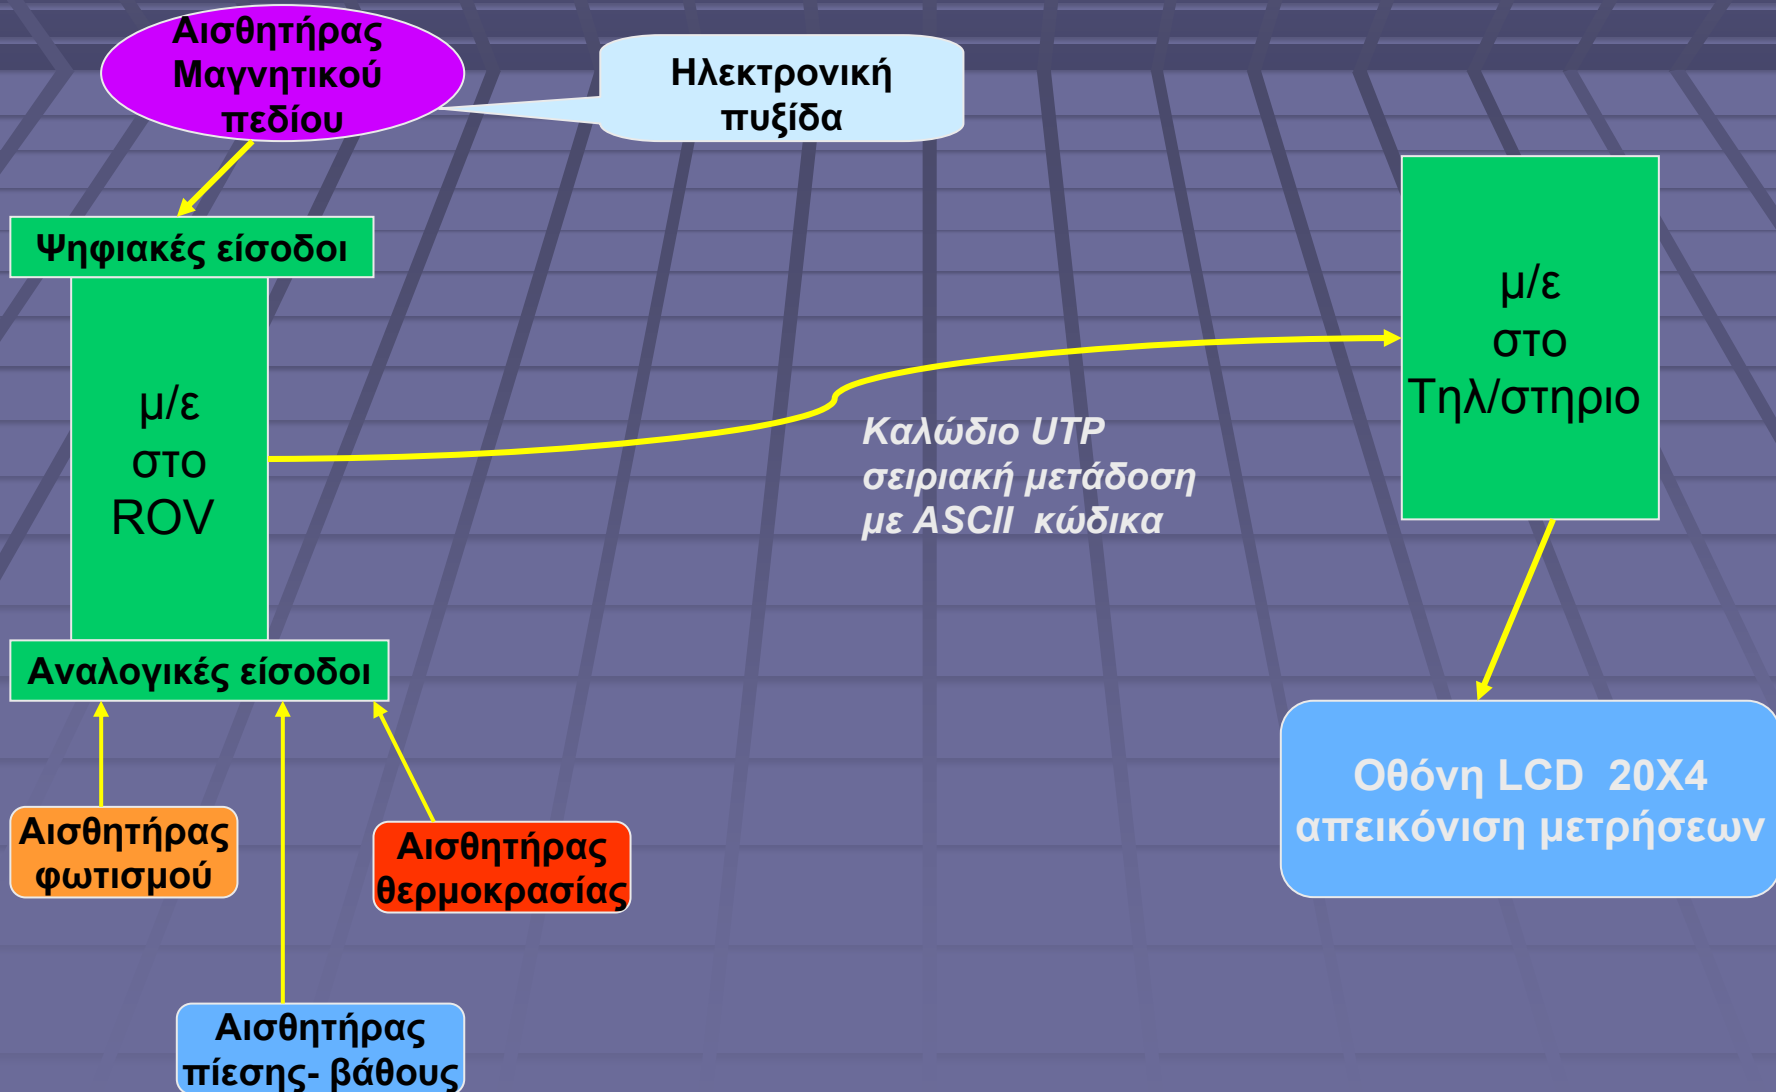 Αισθητήρας
Μαγνητικού
πεδίου
Ηλεκτρονική
πυξίδα
Ψηφιακές είσοδοι
μ/ε
στο
ROV
Αναλογικές είσοδοι
Καλώδιο UTP
σειριακή μετάδοση
με ASCII κώδικα
μ/ε
στο
Τηλ/στηριο
Αισθητήρας
φωτισμού
Αισθητήρας
θερμοκρασίας
Αισθητήρας
πίεσης- βάθους
Οθόνη LCD 20X4
απεικόνιση μετρήσεων